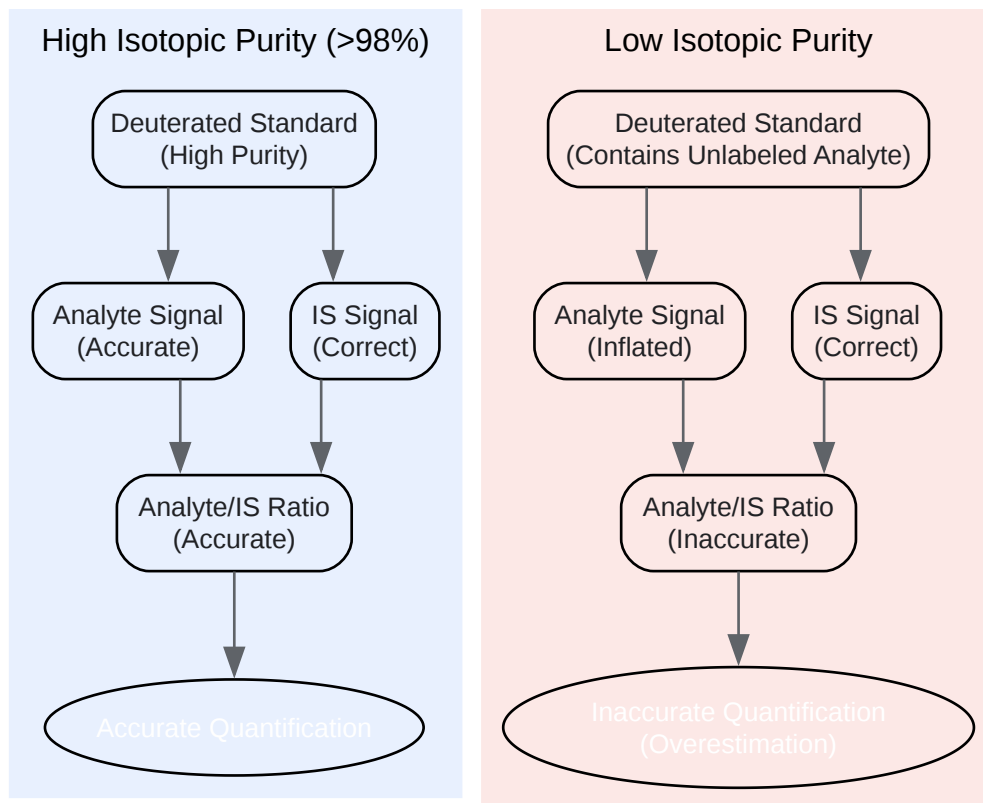 High Isotopic Purity (>98%)
Deuterated Standard
(High Purity)
Analyte Signal
(Accurate)
IS Signal
(Correct)
Analyte/IS Ratio
(Accurate)
Accurate Quantification
Low Isotopic Purity
Deuterated Standard
(Contains Unlabeled Analyte)
Analyte Signal
(Inflated)
IS Signal
(Correct)
Analyte/IS Ratio
(Inaccurate)
Inaccurate Quantification
(Overestimation)